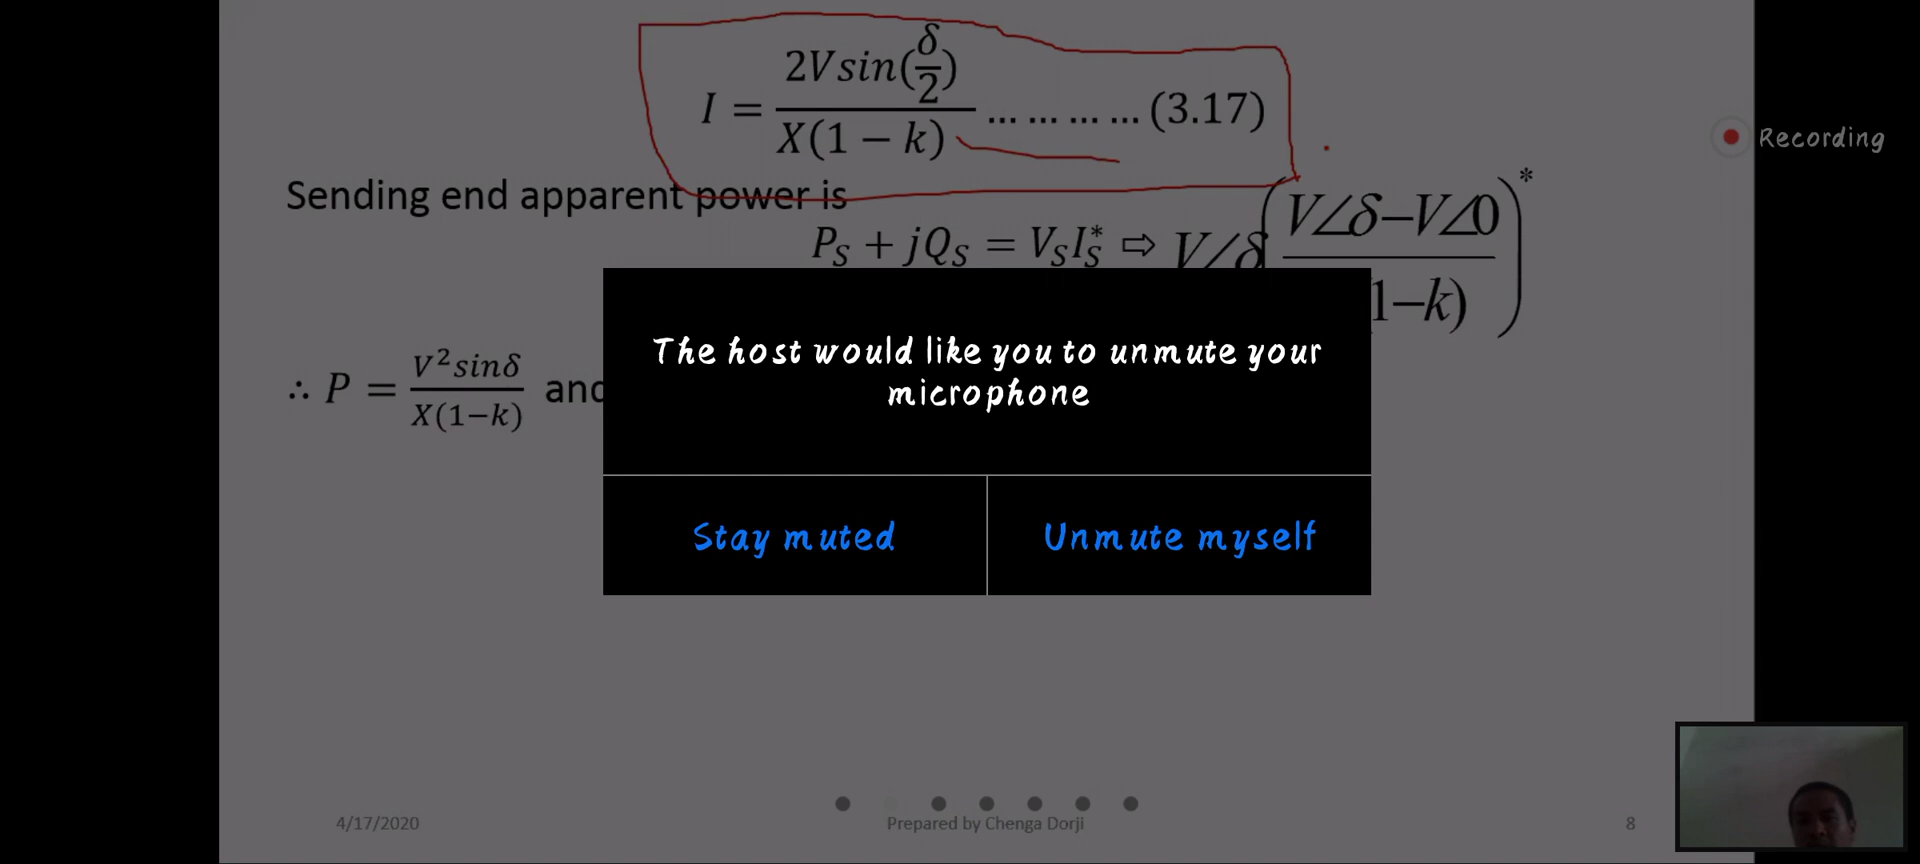 I = 2Vsin(δ/2) / X(1 − k) … … … … (3.17)
Recording
Sending end apparent power is
P_S + jQ_S = V_S I_S^* ⇨ V∠δ ( V∠δ−V∠0 / 1−k) )^*
The host would like you to unmute your
microphone
∴ P = V²sinδ / X(1−k) and
Stay muted
Unmute myself
4/17/2020
Prepared by Chenga Dorji
8